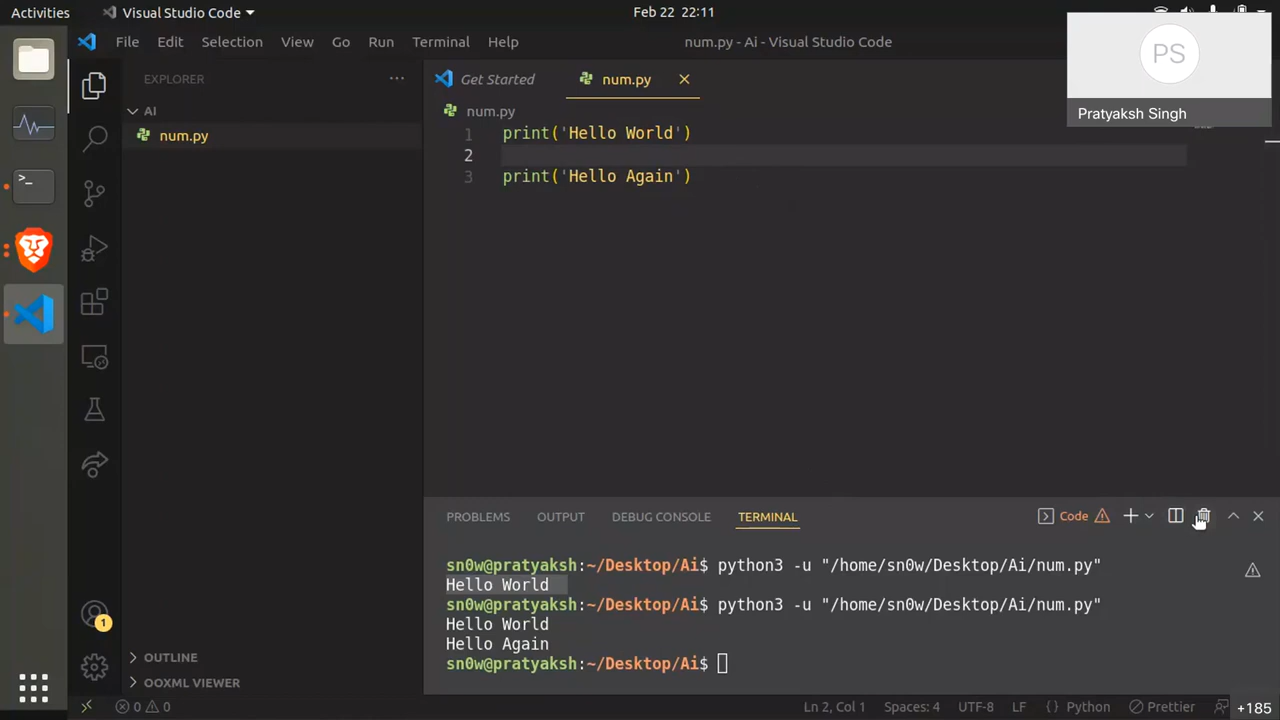 Activities
Visual Studio Code
Feb 22 22:11
File Edit Selection View Go Run Terminal Help
num.py - Ai - Visual Studio Code
PS
Pratyaksh Singh
EXPLORER
AI
num.py
OUTLINE
OOXML VIEWER
1
Get Started
num.py
num.py
1 print('Hello World')
2
3 print('Hello Again')
PROBLEMS OUTPUT DEBUG CONSOLE TERMINAL
Code
sn0w@pratyaksh:~/Desktop/Ai$ python3 -u "/home/sn0w/Desktop/Ai/num.py"
Hello World
sn0w@pratyaksh:~/Desktop/Ai$ python3 -u "/home/sn0w/Desktop/Ai/num.py"
Hello World
Hello Again
sn0w@pratyaksh:~/Desktop/Ai$
0 0
Ln 2, Col 1 Spaces: 4 UTF-8 LF Python Prettier
+185